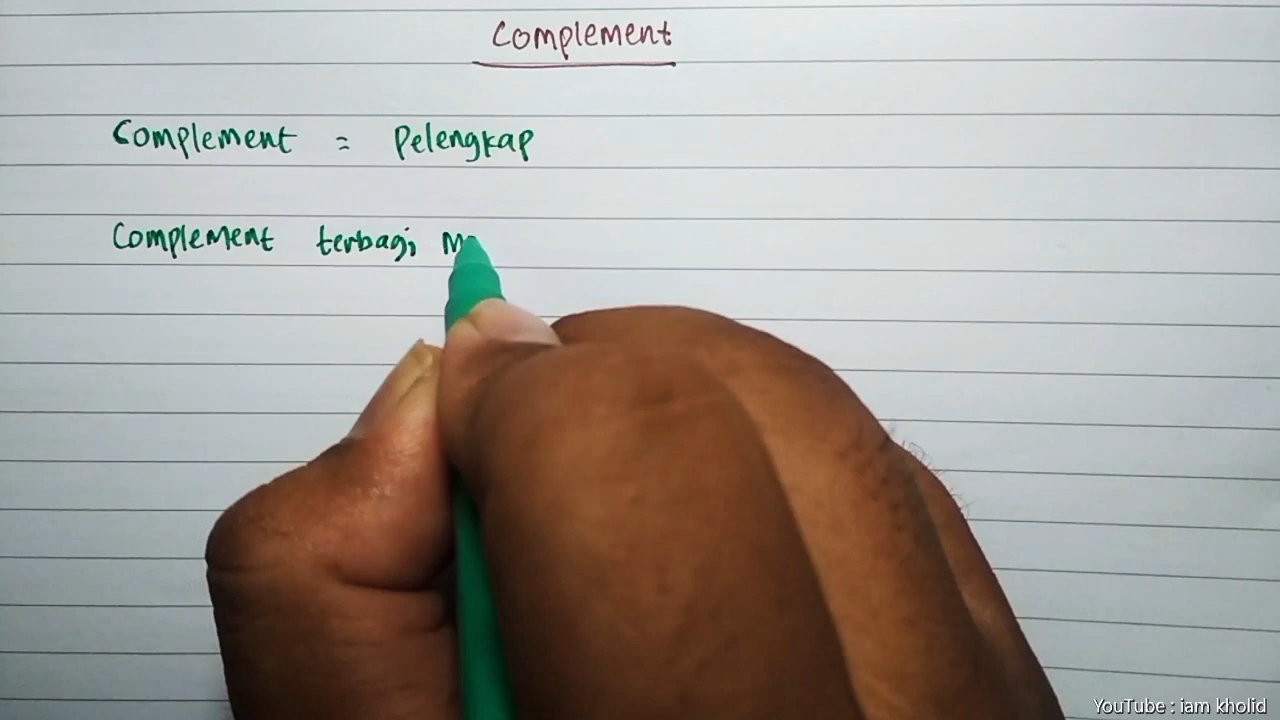 Complement
Complement = Pelengkap
Complement terbagi
YouTube : iam kholid